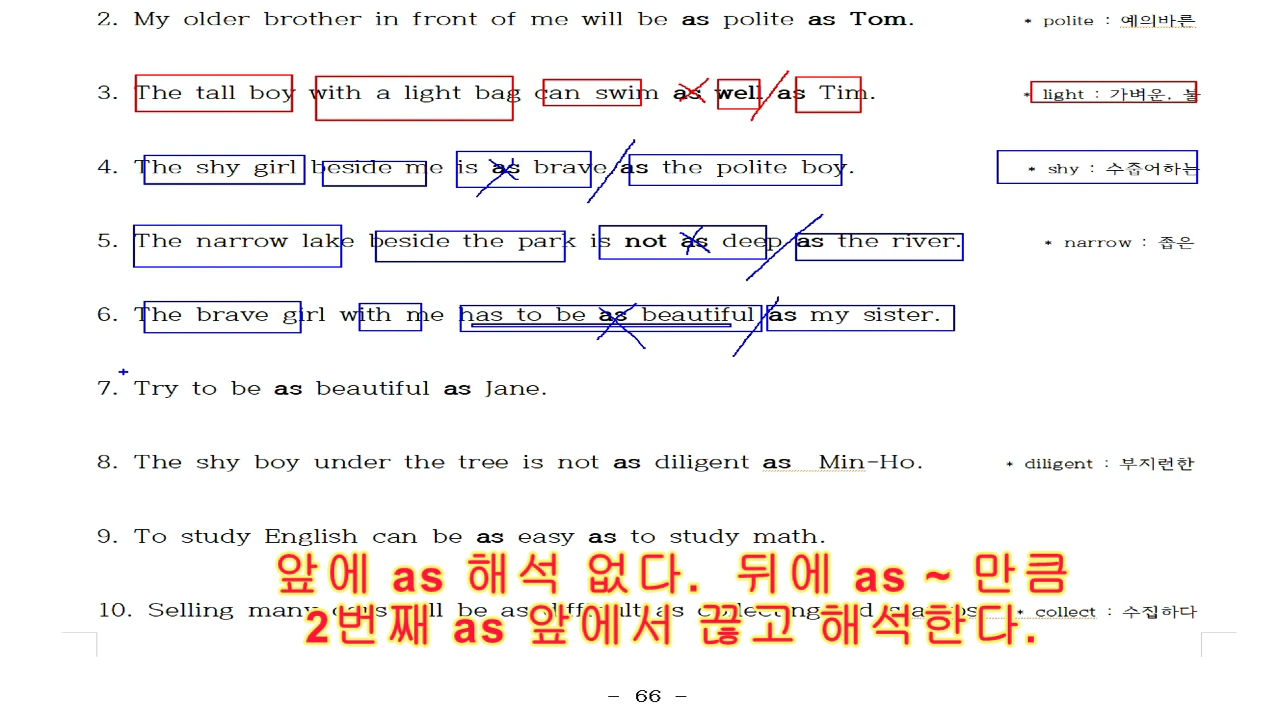 2. My older brother in front of me will be as polite as Tom. * polite : 예의바른
3. The tall boy with a light bag can swim as well as Tim. * light : 가벼운, 불
4. The shy girl beside me is as brave as the polite boy. * shy : 수줍어하는
5. The narrow lake beside the park is not as deep as the river. * narrow : 좁은
6. The brave girl with me has to be as beautiful as my sister.
7. Try to be as beautiful as Jane.
8. The shy boy under the tree is not as diligent as Min-Ho. * diligent : 부지런한
9. To study English can be as easy as to study math.
앞에 as 해석 없다. 뒤에 as ~ 만큼
10. Selling many cars will be as difficult as collecting old stamps. * collect : 수집하다
2번째 as 앞에서 끊고 해석한다.
- 66 -